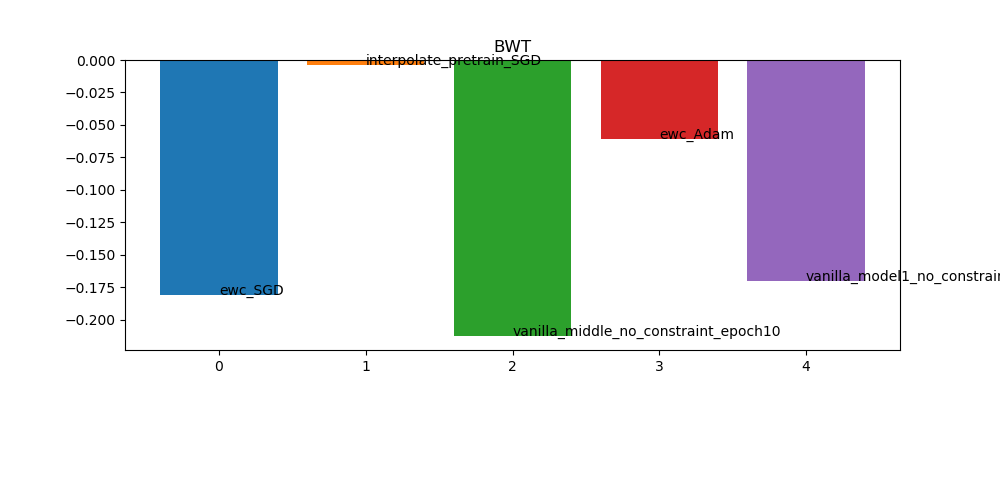 BWT
0.000
−0.025
−0.050
−0.075
−0.100
−0.125
−0.150
−0.175
−0.200
interpolate_pretrain_SGD
ewc_Adam
vanilla_model1_no_constrain
ewc_SGD
vanilla_middle_no_constraint_epoch10
0 1 2 3 4